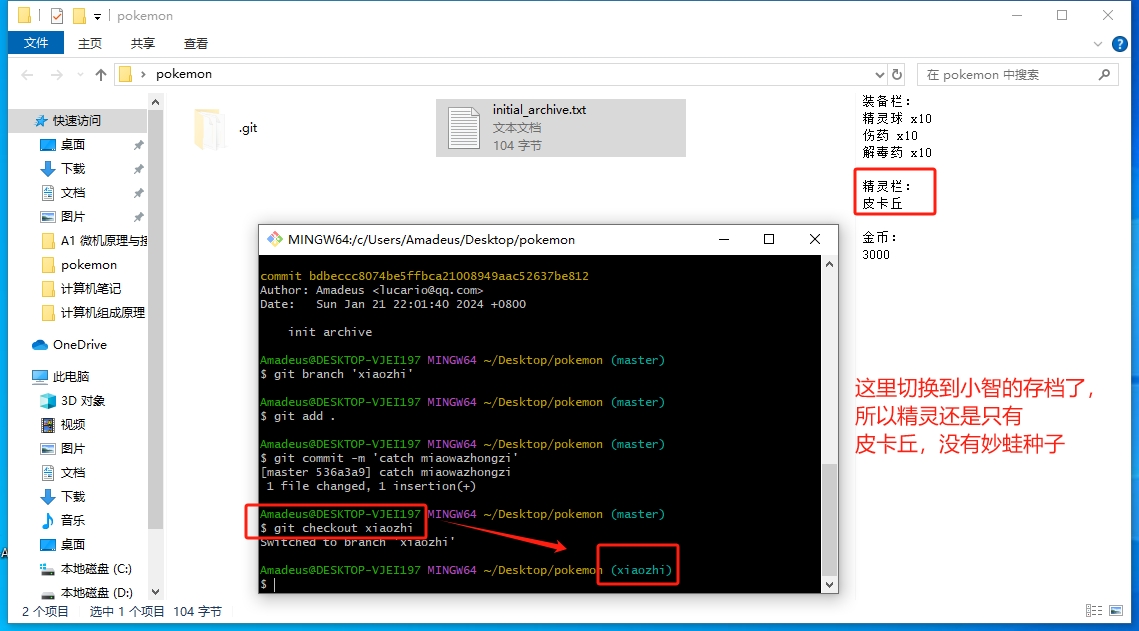 pokemon
文件 主页 共享 查看
pokemon
在 pokemon 中搜索
快速访问
桌面
下载
文档
图片
A1 微机原理与接
pokemon
计算机笔记
计算机组成原理
OneDrive
此电脑
3D 对象
视频
图片
文档
下载
音乐
桌面
本地磁盘 (C:)
本地磁盘 (D:)
2 个项目 选中 1 个项目 104 字节
.git
initial_archive.txt
文本文档
104 字节
装备栏：
精灵球 x10
伤药 x10
解毒药 x10
精灵栏：
皮卡丘
金币：
3000
MINGW64:/c/Users/Amadeus/Desktop/pokemon
commit bdbeccc8074be5ffbca21008949aac52637be812
Author: Amadeus <lucario@qq.com>
Date:   Sun Jan 21 22:01:40 2024 +0800
init archive
Amadeus@DESKTOP-VJEI197 MINGW64 ~/Desktop/pokemon (master)
$ git branch 'xiaozhi'
Amadeus@DESKTOP-VJEI197 MINGW64 ~/Desktop/pokemon (master)
$ git add .
Amadeus@DESKTOP-VJEI197 MINGW64 ~/Desktop/pokemon (master)
$ git commit -m 'catch miaowazhongzi'
[master 536a3a9] catch miaowazhongzi
1 file changed, 1 insertion(+)
Amadeus@DESKTOP-VJEI197 MINGW64 ~/Desktop/pokemon (master)
$ git checkout xiaozhi
Switched to branch 'xiaozhi'
Amadeus@DESKTOP-VJEI197 MINGW64 ~/Desktop/pokemon (xiaozhi)
$
这里切换到小智的存档了，
所以精灵还是只有
皮卡丘，没有妙蛙种子